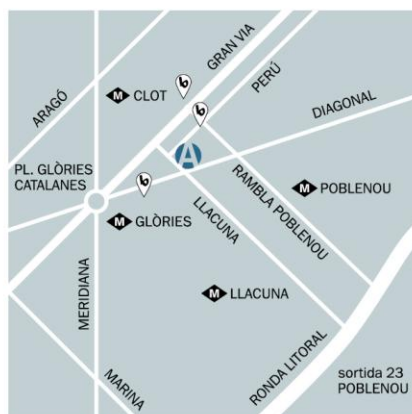 GRAN VIA
ARAGÓ
M CLOT
PERÚ
DIAGONAL
PL. GLÒRIES
CATALANES
A
RAMBLA POBLENOU
M POBLENOU
LLACUNA
M GLÒRIES
MERIDIANA
M LLACUNA
MARINA
RONDA LITORAL
sortida 23
POBLENOU